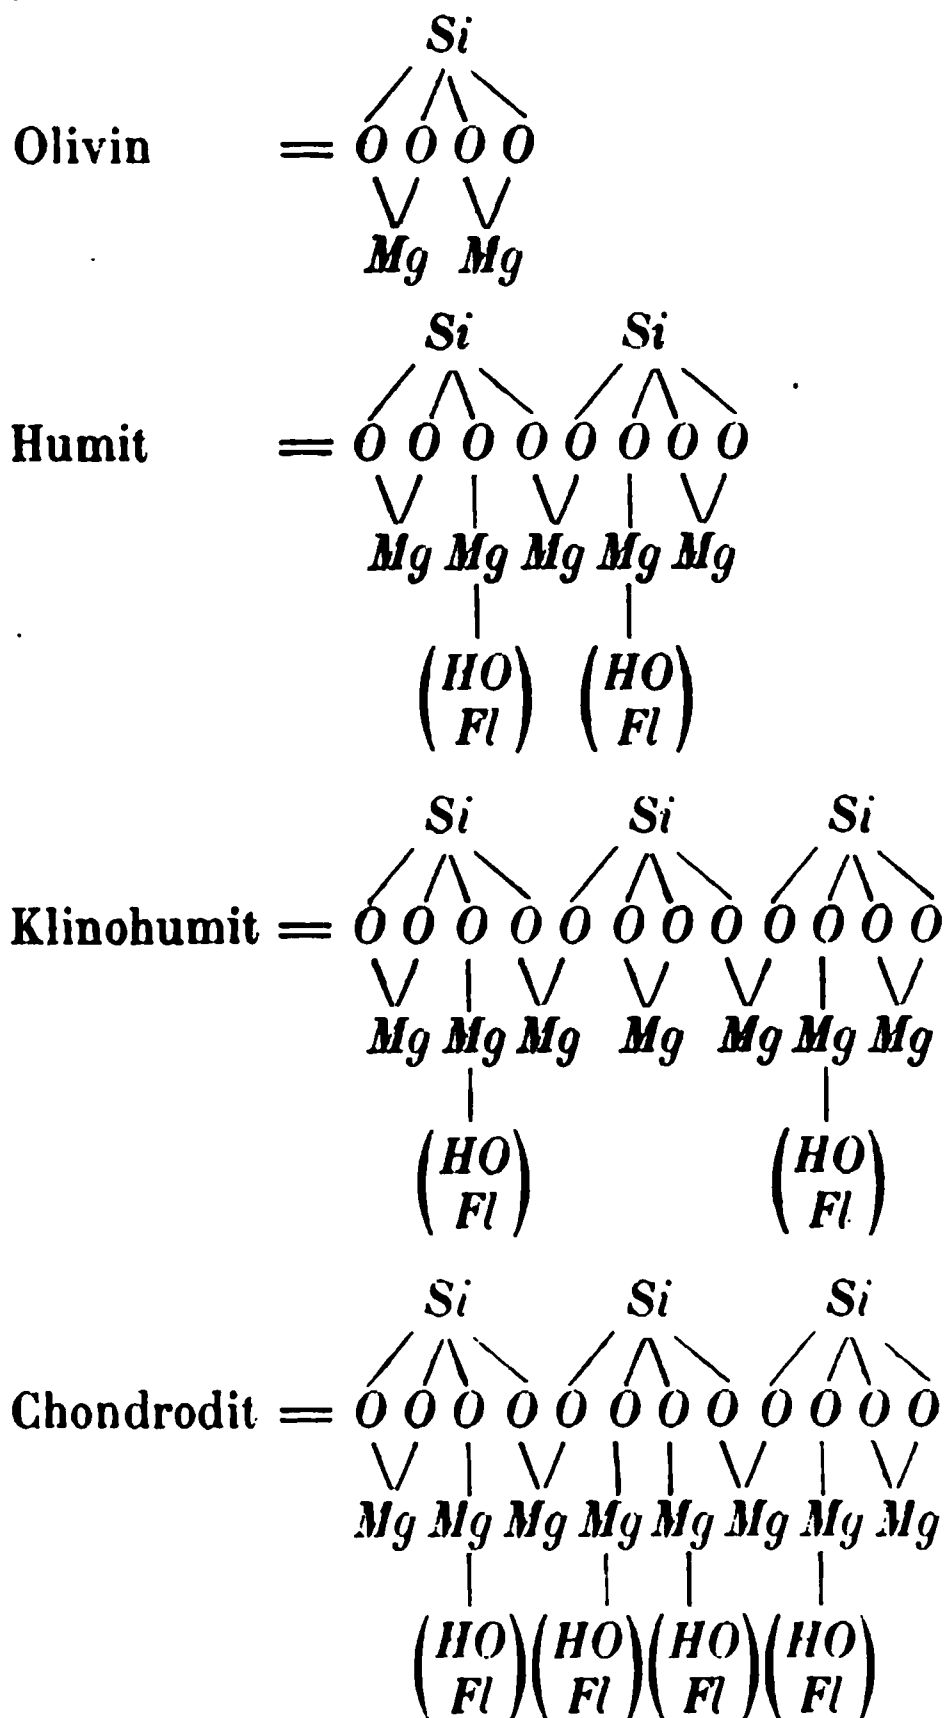 Si
Olivin = O O O O
Mg Mg
Si Si
Humit = O O O O O O O O
Mg Mg Mg Mg Mg
(HO) (HO)
(Fl) (Fl)
Si Si Si
Klinohumit = O O O O O O O O O O O O
Mg Mg Mg Mg Mg Mg Mg
(HO) (HO)
(Fl) (Fl)
Si Si Si
Chondrodit = O O O O O O O O O O O O
Mg Mg Mg Mg Mg Mg Mg Mg
(HO) (HO) (HO) (HO)
(Fl) (Fl) (Fl) (Fl)